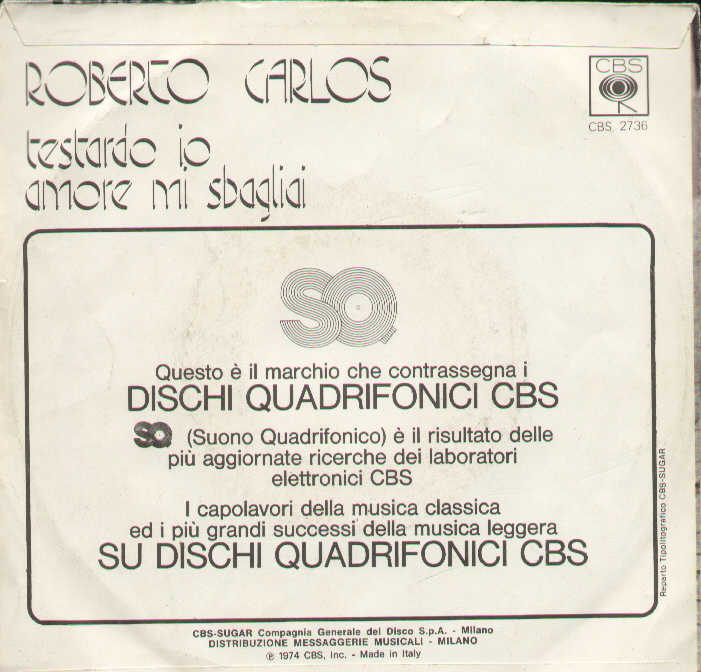 ROBERTO CARLOS
testardo io
amore mi sbagliai
CBS
CBS 2736
SQ
Questo è il marchio che contrassegna i
DISCHI QUADRIFONICI CBS
SQ (Suono Quadrifonico) è il risultato delle
più aggiornate ricerche dei laboratori
elettronici CBS
I capolavori della musica classica
ed i più grandi successi della musica leggera
SU DISCHI QUADRIFONICI CBS
Reparto Tipolitografico CBS-SUGAR
CBS-SUGAR Compagnia Generale del Disco S.p.A. - Milano
DISTRIBUZIONE MESSAGGERIE MUSICALI - MILANO
℗ 1974 CBS, Inc. - Made in Italy